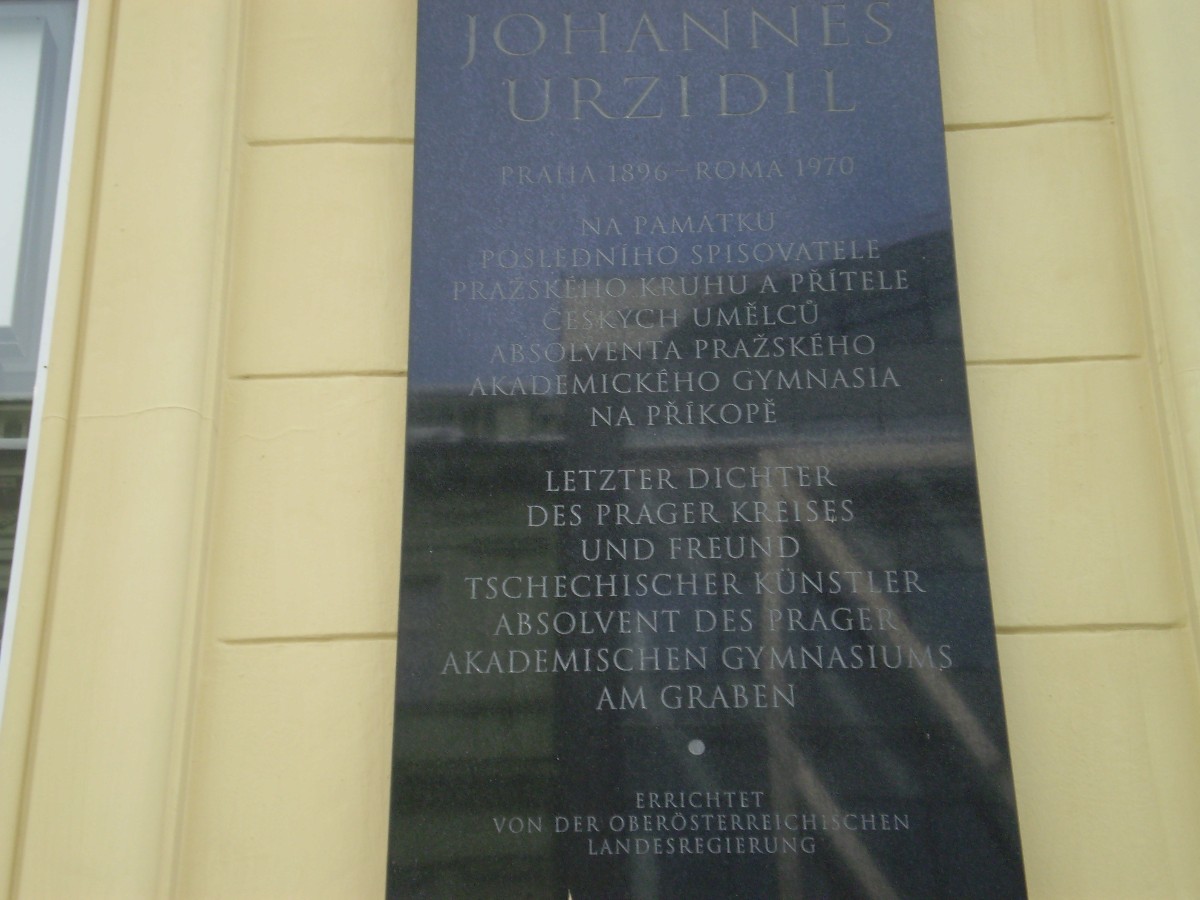 JOHANNES
URZIDIL
PRAHA 1896 – ROMA 1970
NA PAMÁTKU
POSLEDNÍHO SPISOVATELE
PRAŽSKÉHO KRUHU A PŘÍTELE
ČESKÝCH UMĚLCŮ
ABSOLVENTA PRAŽSKÉHO
AKADEMICKÉHO GYMNASIA
NA PŘÍKOPĚ
LETZTER DICHTER
DES PRAGER KREISES
UND FREUND
TSCHECHISCHER KÜNSTLER
ABSOLVENT DES PRAGER
AKADEMISCHEN GYMNASIUMS
AM GRABEN
ERRICHTET
VON DER OBERÖSTERREICHISCHEN
LANDESREGIERUNG